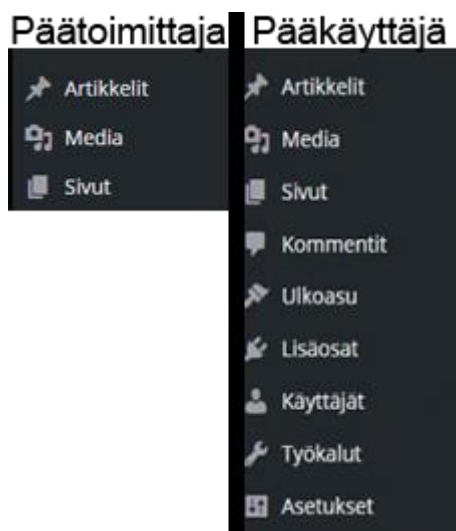 Päätoimittaja
Artikkelit
Media
Sivut
Pääkäyttäjä
Artikkelit
Media
Sivut
Kommentit
Ulkoasu
Lisäosat
Käyttäjät
Työkalut
Asetukset